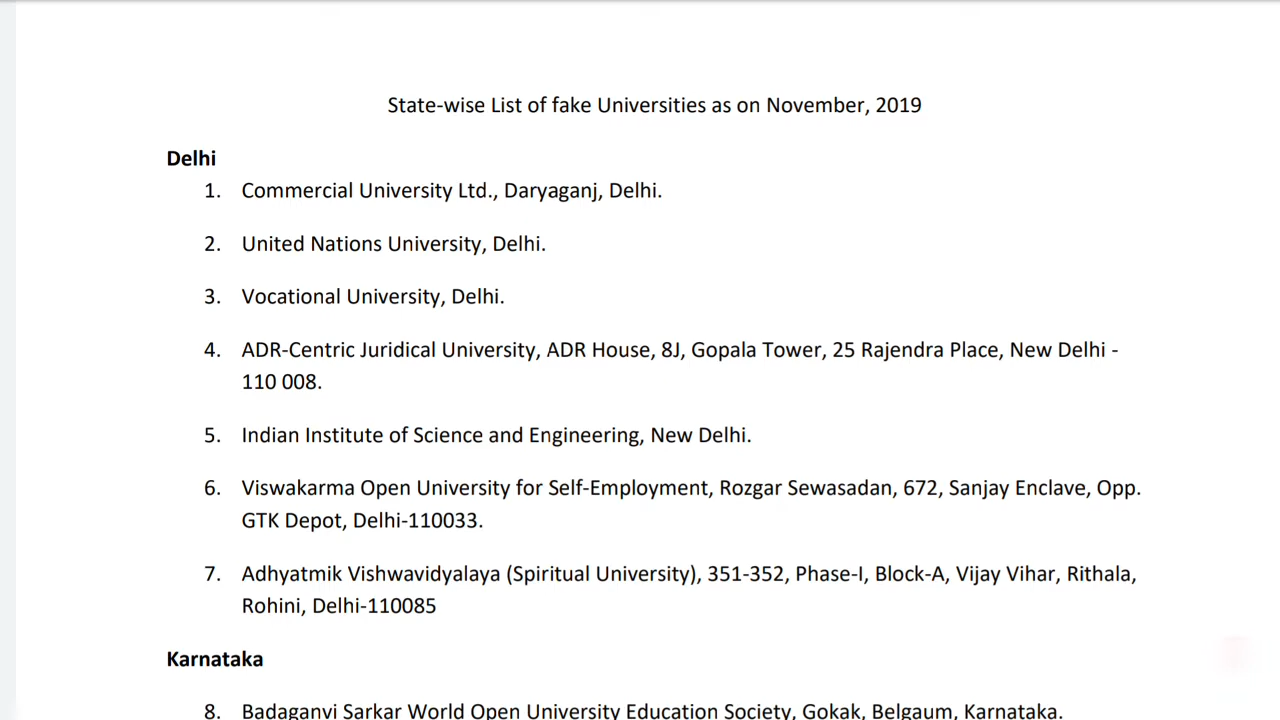 State-wise List of fake Universities as on November, 2019
Delhi
1. Commercial University Ltd., Daryaganj, Delhi.
2. United Nations University, Delhi.
3. Vocational University, Delhi.
4. ADR-Centric Juridical University, ADR House, 8J, Gopala Tower, 25 Rajendra Place, New Delhi -
110 008.
5. Indian Institute of Science and Engineering, New Delhi.
6. Viswakarma Open University for Self-Employment, Rozgar Sewasadan, 672, Sanjay Enclave, Opp.
GTK Depot, Delhi-110033.
7. Adhyatmik Vishwavidyalaya (Spiritual University), 351-352, Phase-I, Block-A, Vijay Vihar, Rithala,
Rohini, Delhi-110085
Karnataka
8. Badaganvi Sarkar World Open University Education Society, Gokak, Belgaum, Karnataka.